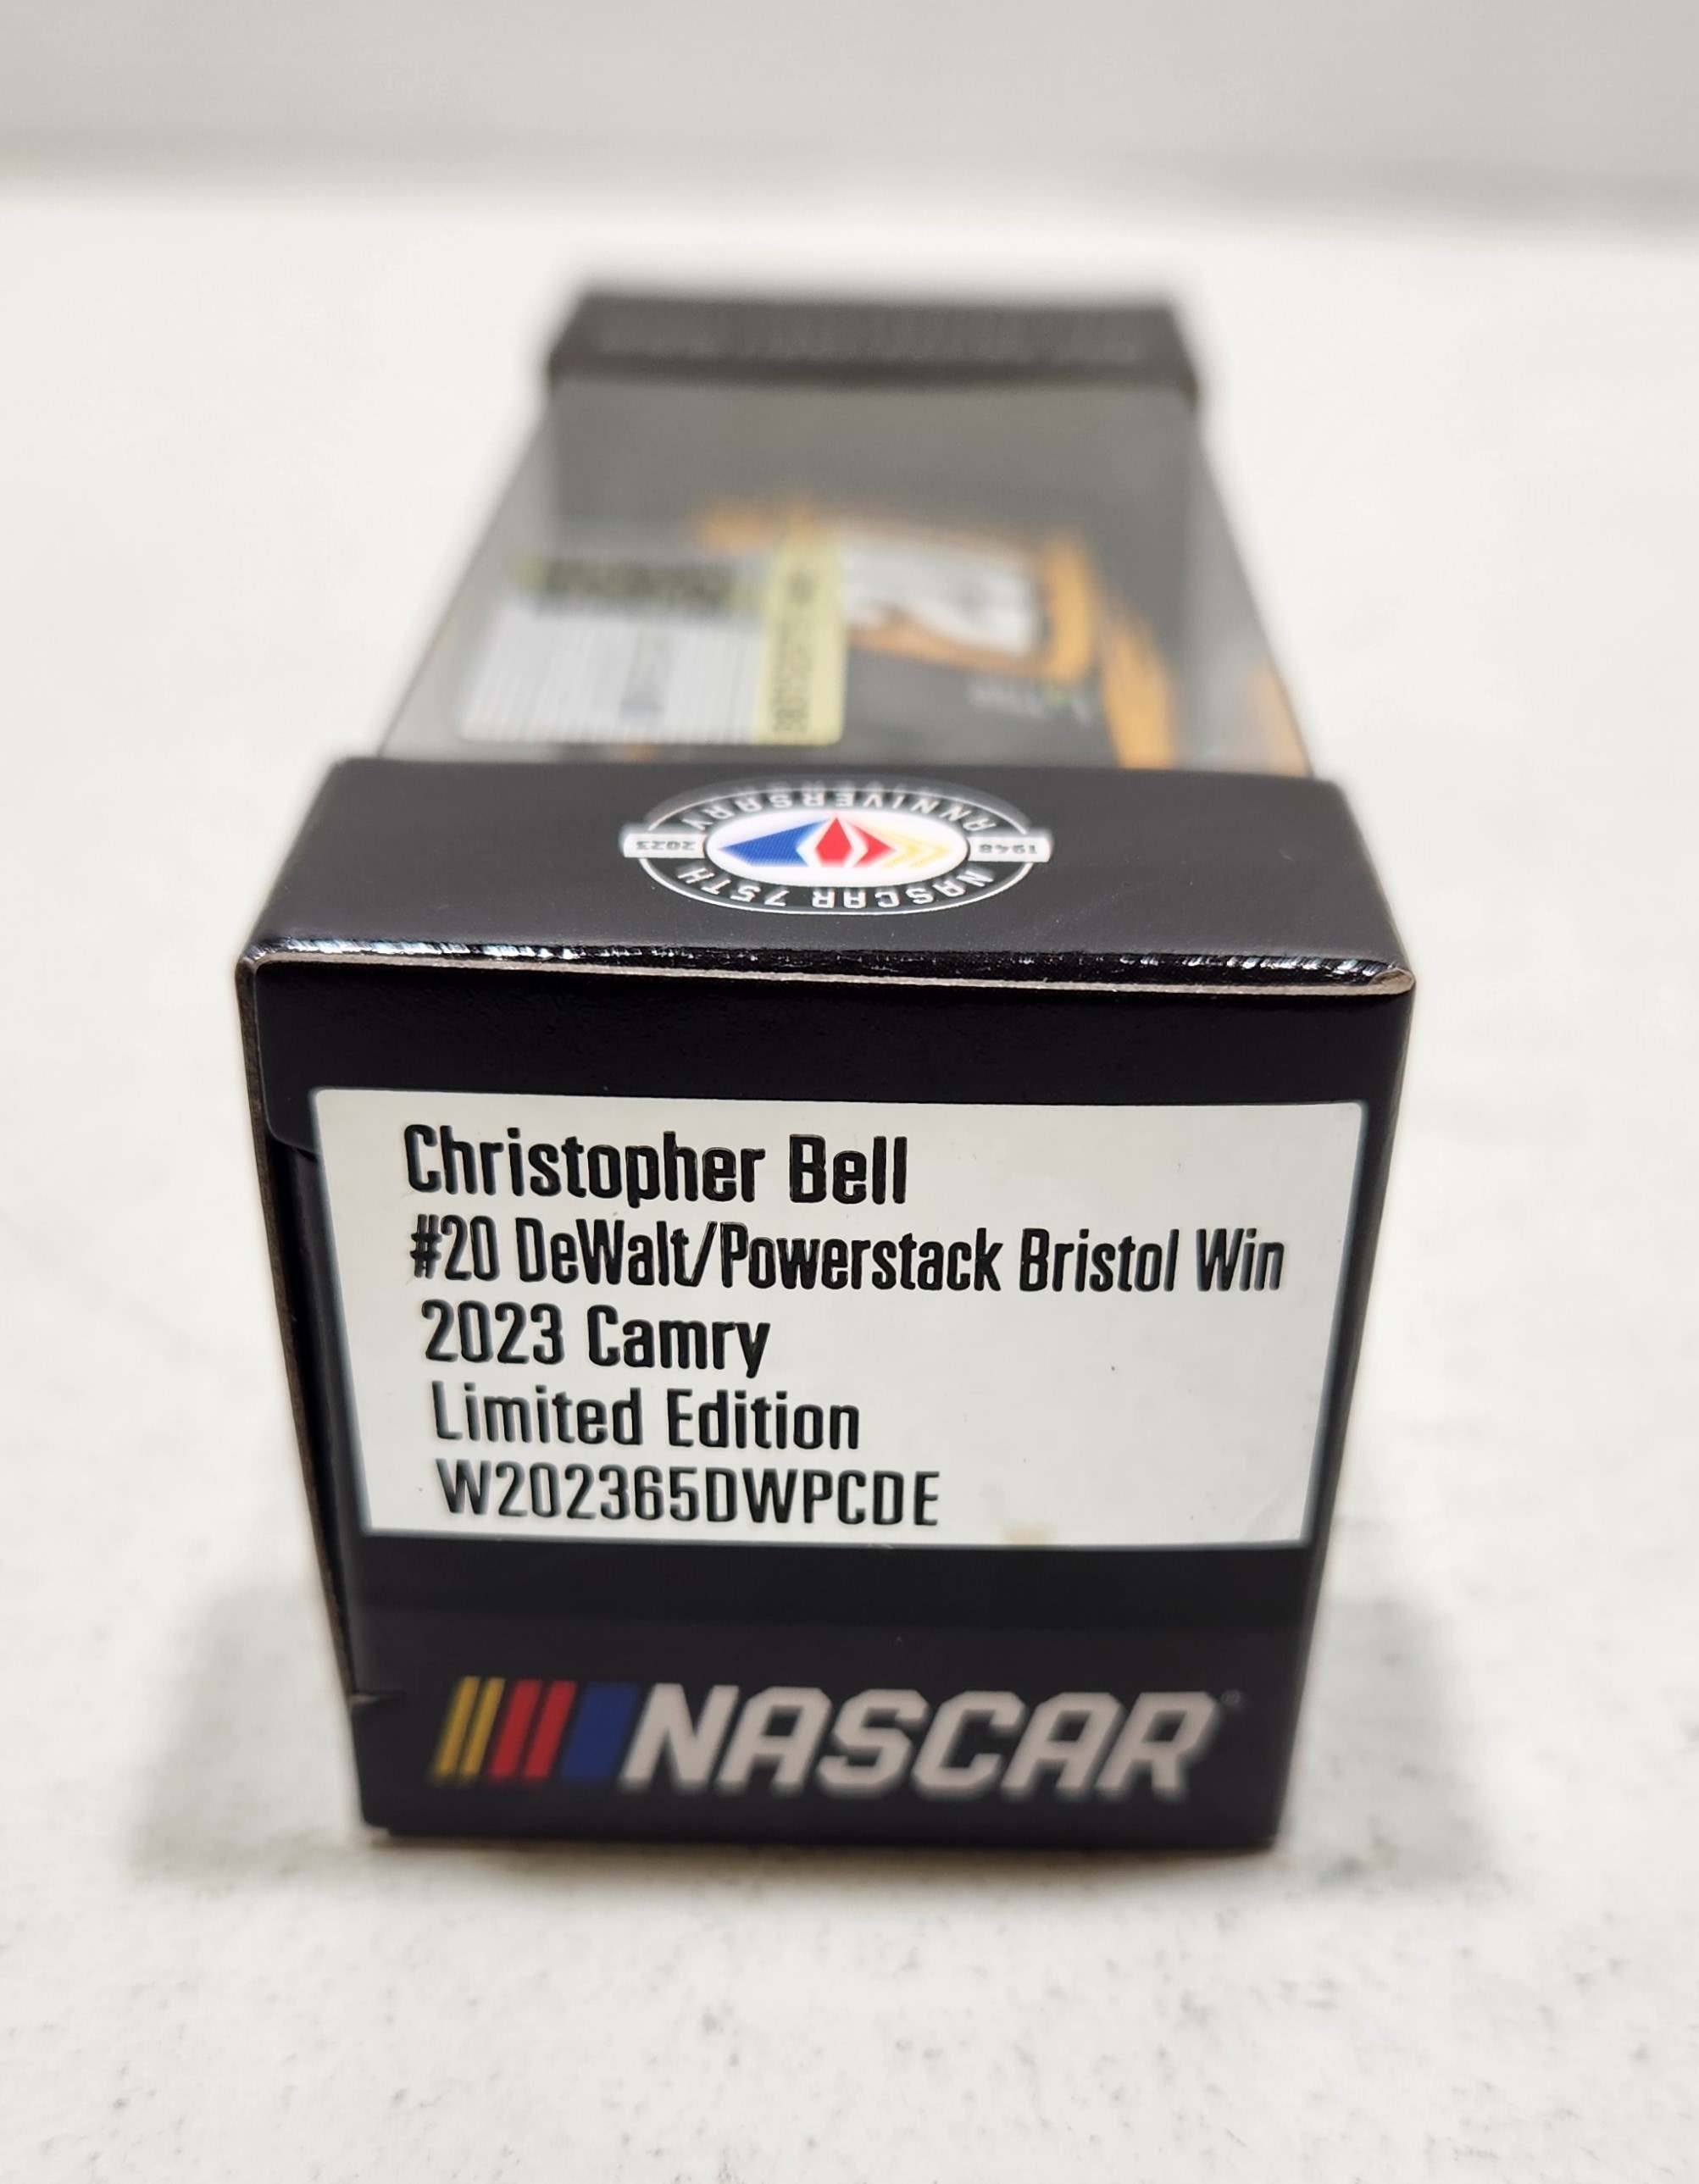 NASCAR 75TH
ANNIVERSARY
1948
2023
Christopher Bell
#20 DeWalt/Powerstack Bristol Win
2023 Camry
Limited Edition
W202365DWPCDE
NASCAR